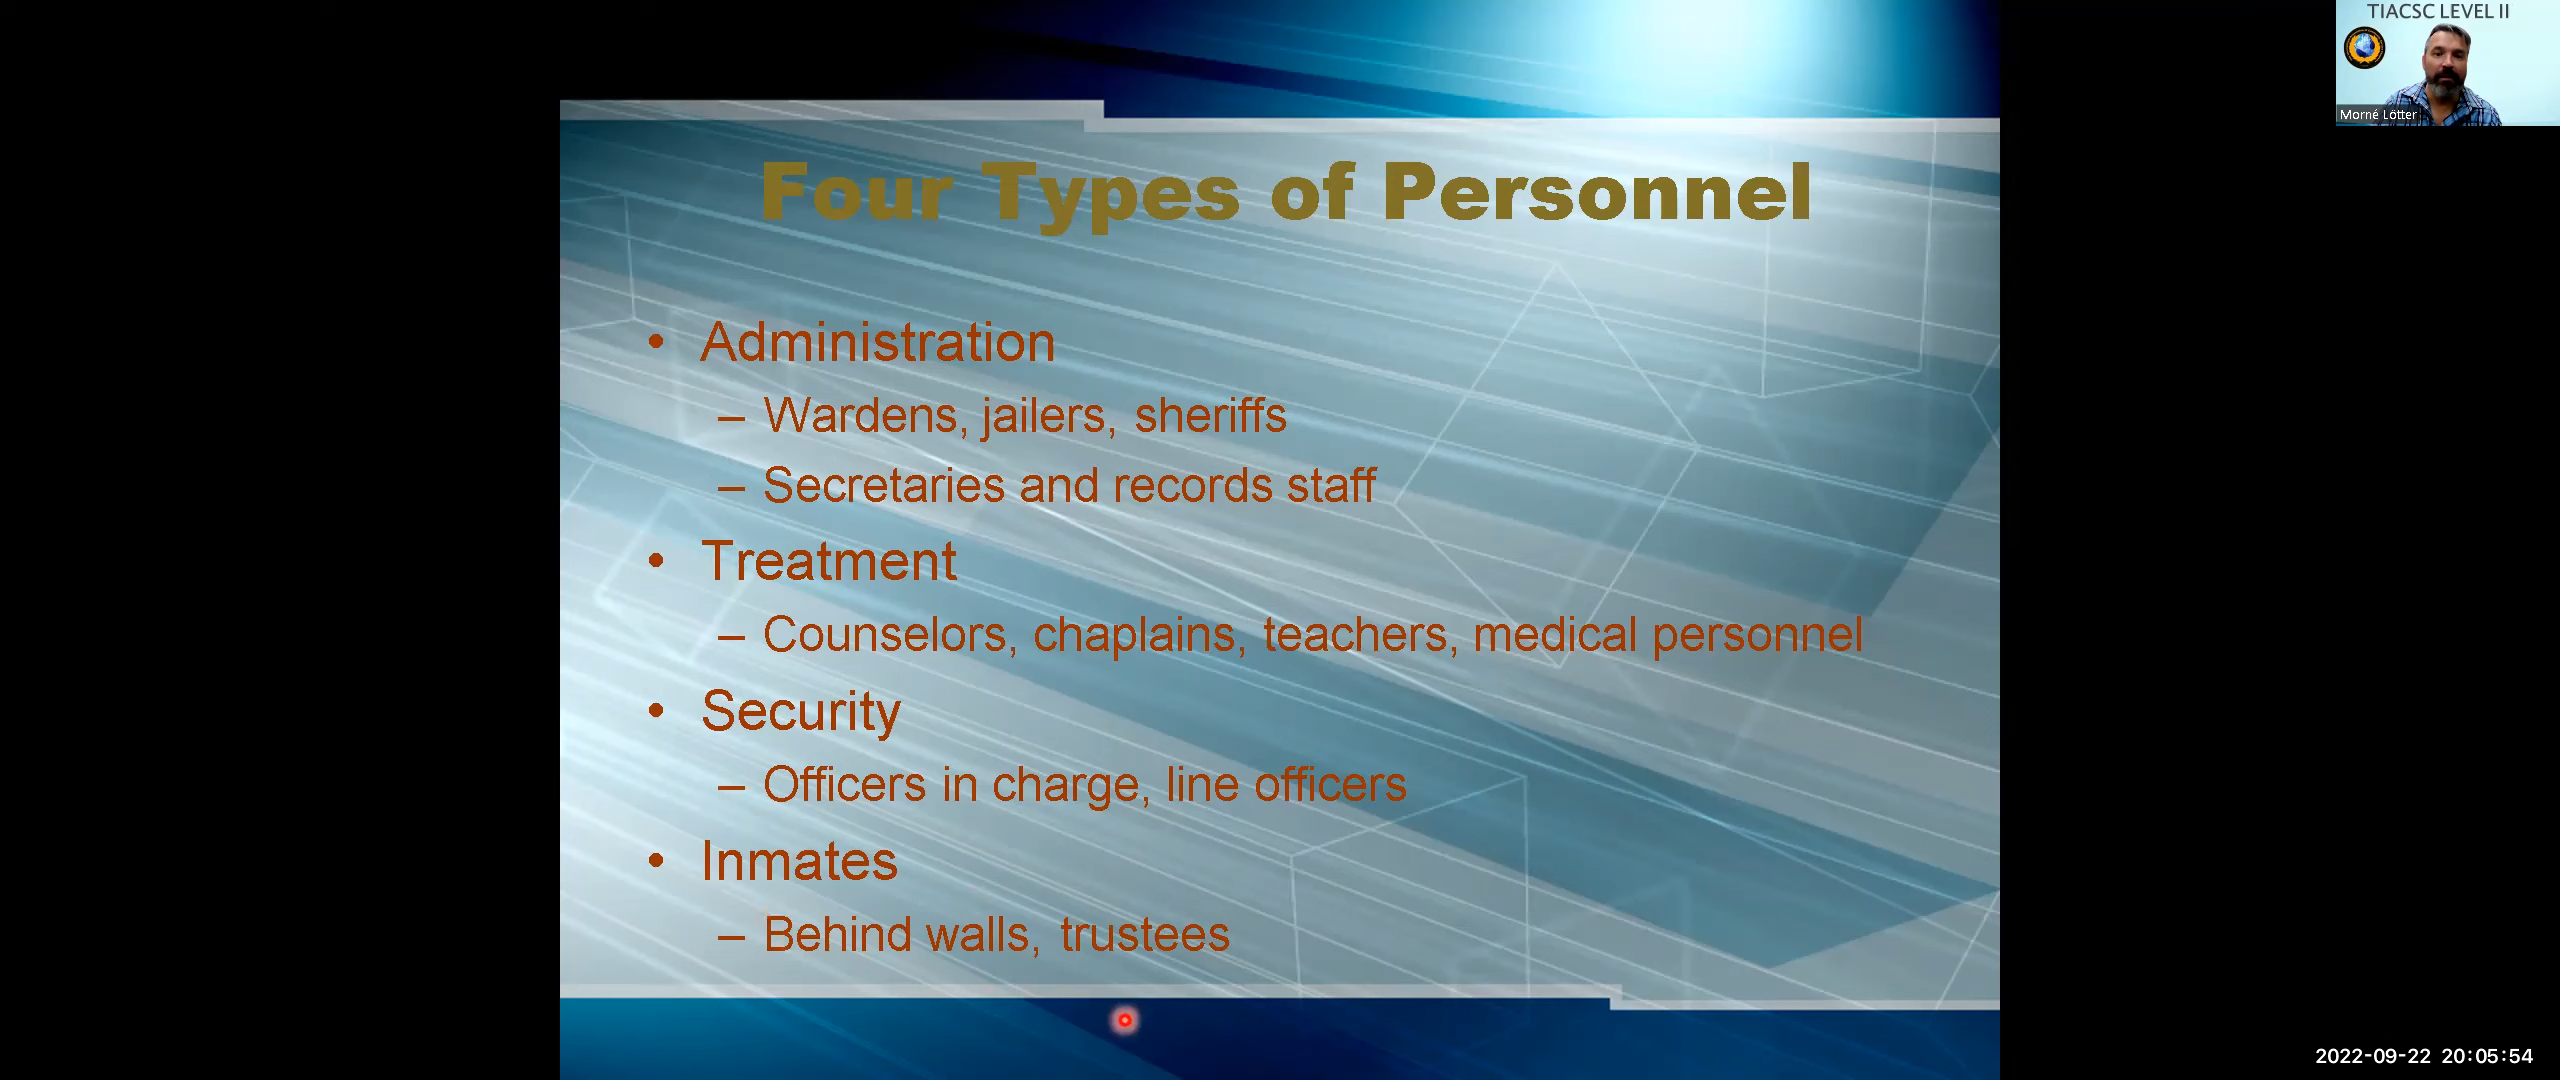 TIACSC LEVEL II
Morné Lötter
Four Types of Personnel
• Administration
– Wardens, jailers, sheriffs
– Secretaries and records staff
• Treatment
– Counselors, chaplains, teachers, medical personnel
• Security
– Officers in charge, line officers
• Inmates
– Behind walls, trustees
2022-09-22 20:05:54